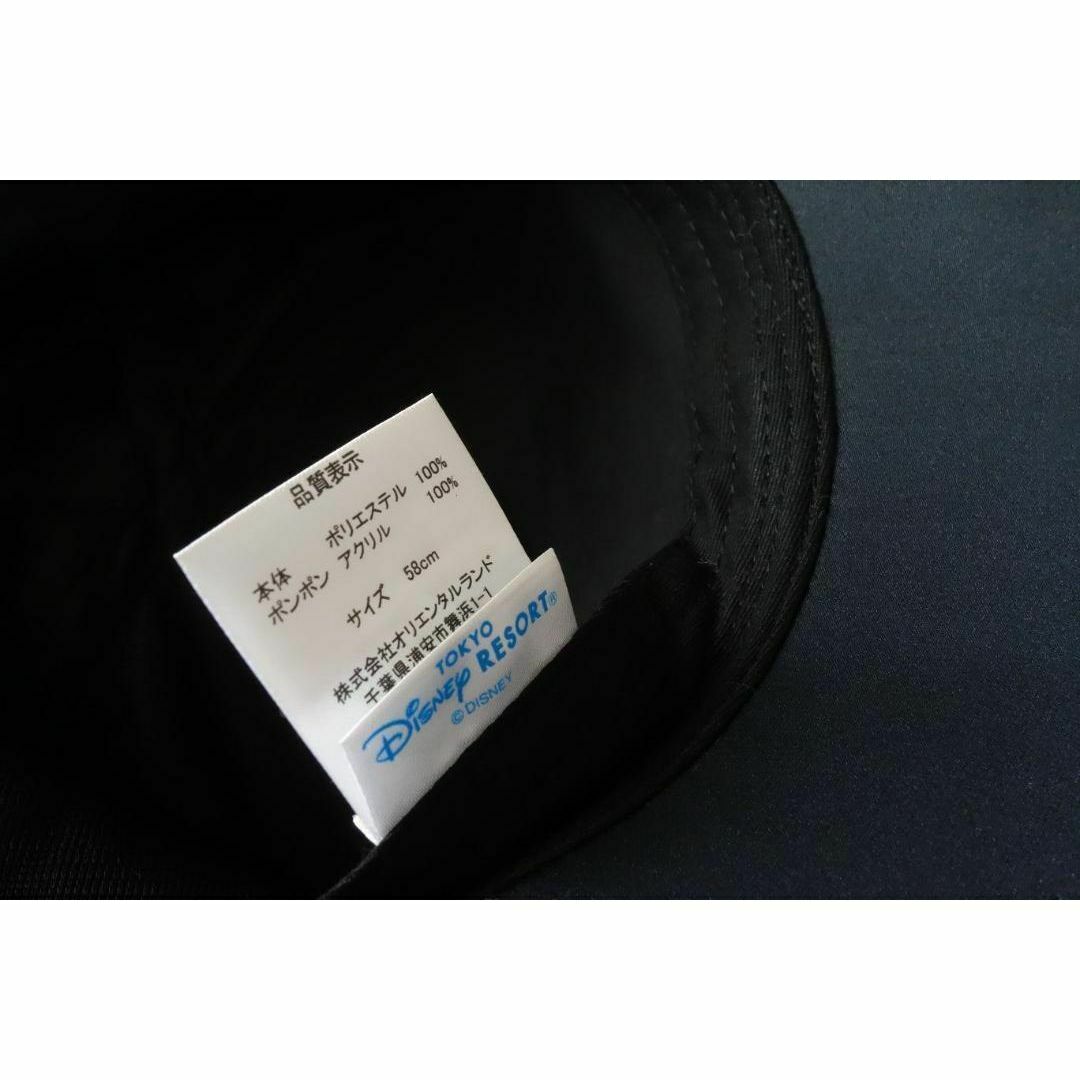 品質表示
本体 ポリエステル 100%
ポンポン アクリル 100%
サイズ 58cm
株式会社オリエンタルランド
千葉県浦安市舞浜1-1
TOKYO
DISNEY RESORT®
©DISNEY